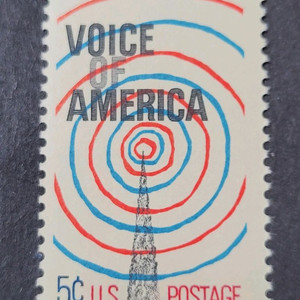 VOICE
OF
AMERICA
5¢ U.S. POSTAGE